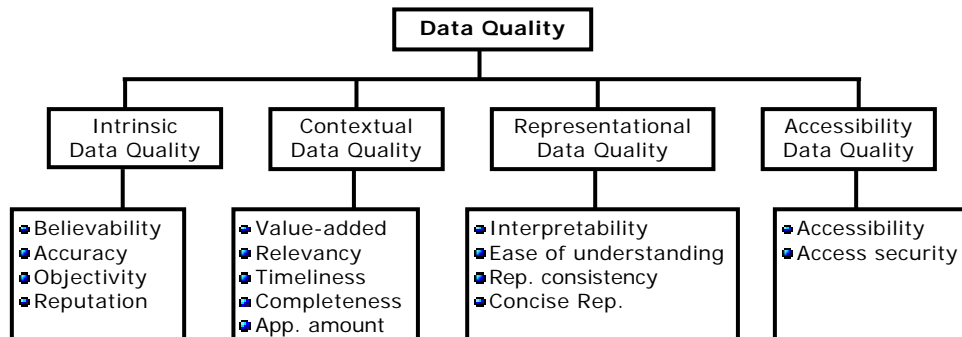 Data Quality
Intrinsic
Data Quality
Contextual
Data Quality
Representational
Data Quality
Accessibility
Data Quality
Believability
Accuracy
Objectivity
Reputation
Value-added
Relevancy
Timeliness
Completeness
App. amount
Interpretability
Ease of understanding
Rep. consistency
Concise Rep.
Accessibility
Access security